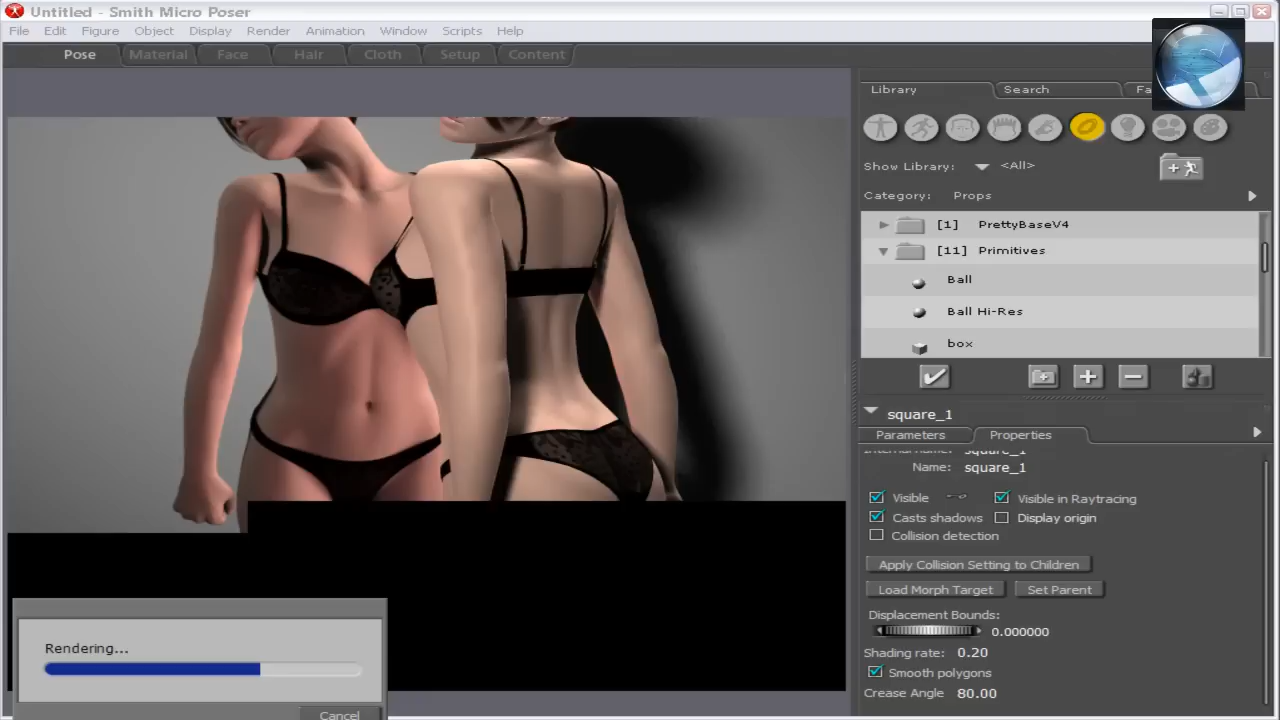 Untitled - Smith Micro Poser
File Edit Figure Object Display Render Animation Window Scripts Help
Pose Material Face Hair Cloth Setup Content
Library Search Fa
Show Library: <All>
Category: Props
[1] PrettyBaseV4
[11] Primitives
Ball
Ball Hi-Res
box
square_1
Parameters Properties
Internal Name: square_1
Name: square_1
Visible Visible in Raytracing
Casts shadows Display origin
Collision detection
Apply Collision Setting to Children
Load Morph Target Set Parent
Displacement Bounds:
0.000000
Shading rate: 0.20
Smooth polygons
Crease Angle 80.00
Rendering...
Cancel